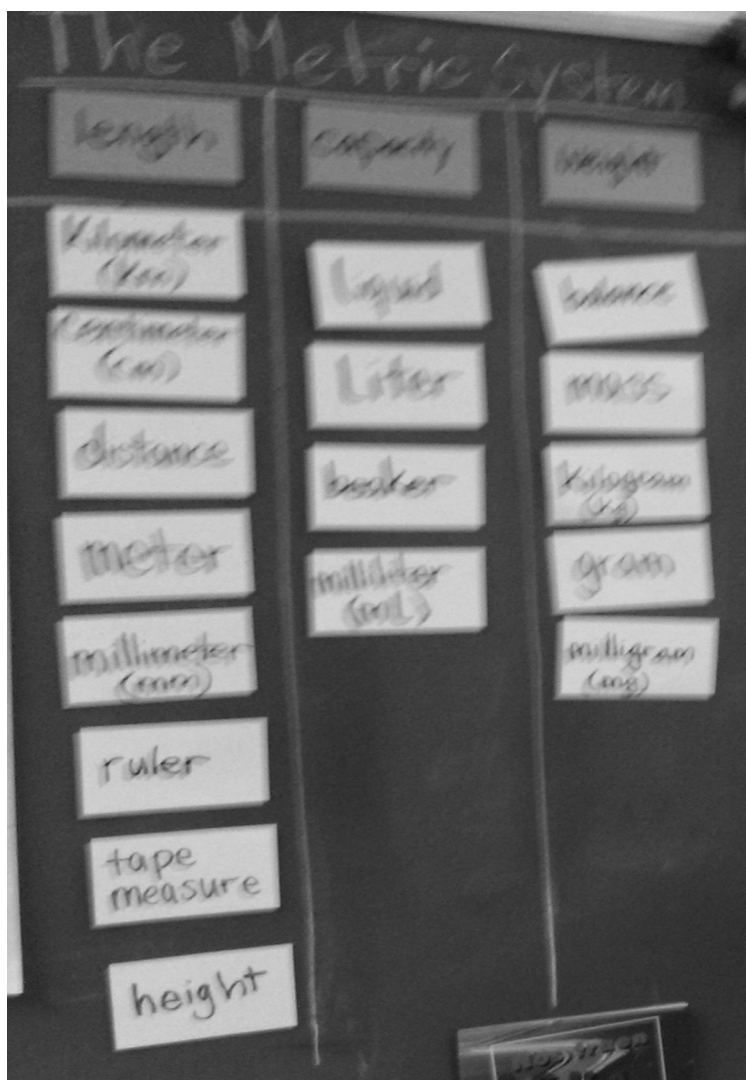 The Metric System
length
Kilometer
(Km)
Centimeter
(cm)
distance
meter
millimeter
(mm)
ruler
tape
measure
height
capacity
liquid
Liter
beaker
milliliter
(mL)
weight
balance
mass
Kilogram
(Kg)
gram
milligram
(mg)